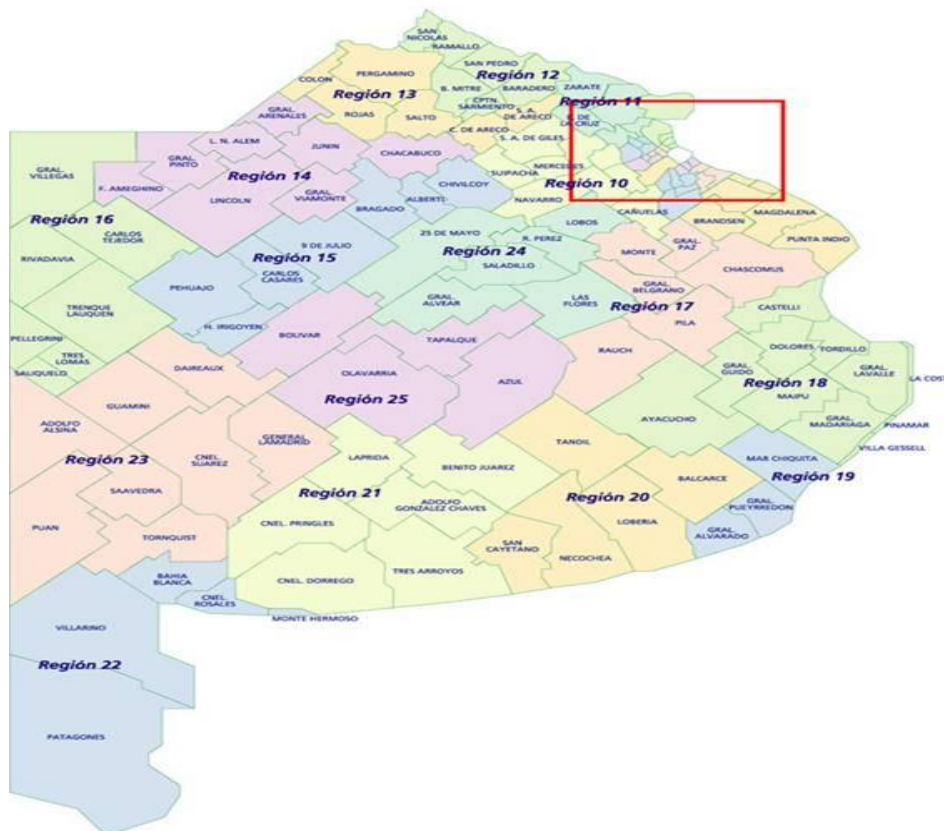 SAN
NICOLAS
RAMALLO
SAN PEDRO
Región 12
COLON
PERGAMINO
B. MITRE
BARADERO
ZARATE
Región 13
CPTN.
SARMIENTO
S. A.
DE ARECO
Región 11
GRAL.
ARENALES
ROJAS
SALTO
E. DE
LA CRUZ
C. DE ARECO
S. A. DE GILES
L. N. ALEM
JUNIN
CHACABUCO
GRAL.
PINTO
MERCEDES
SUIPACHA
GRAL.
VILLEGAS
Región 14
Región 10
F. AMEGHINO
LINCOLN
GRAL.
VIAMONTE
CHIVILCOY
ALBERTI
NAVARRO
BRAGADO
CAÑUELAS
MAGDALENA
Región 16
LOBOS
BRANDSEN
CARLOS
TEJEDOR
25 DE MAYO
R. PEREZ
PUNTA INDIO
9 DE JULIO
Región 24
MONTE
GRAL.
PAZ
RIVADAVIA
Región 15
SALADILLO
CHASCOMUS
CARLOS
CASARES
PEHUAJO
GRAL.
BELGRANO
GRAL.
ALVEAR
LAS
FLORES
Región 17
CASTELLI
TRENQUE
LAUQUEN
H. IRIGOYEN
PILA
BOLIVAR
TAPALQUE
PELLEGRINI
DOLORES
TORDILLO
RAUCH
TRES
LOMAS
SALIQUELO
DAIREAUX
OLAVARRIA
AZUL
GRAL.
GUIDO
GRAL.
LAVALLE
LA COST
Región 18
MAIPU
Región 25
GUAMINI
AYACUCHO
GRAL.
MADARIAGA
PINAMAR
ADOLFO
ALSINA
GENERAL
LAMADRID
TANDIL
VILLA GESSELL
Región 23
CNEL.
SUAREZ
LAPRIDA
MAR CHIQUITA
BENITO JUAREZ
BALCARCE
Región 19
SAAVEDRA
Región 21
Región 20
ADOLFO
GONZALEZ CHAVES
GRAL.
PUEYRREDON
PUAN
CNEL. PRINGLES
LOBERIA
GRAL.
ALVARADO
TORNQUIST
SAN
CAYETANO
NECOCHEA
BAHIA
BLANCA
TRES ARROYOS
CNEL. DORREGO
CNEL.
ROSALES
MONTE HERMOSO
VILLARINO
Región 22
PATAGONES